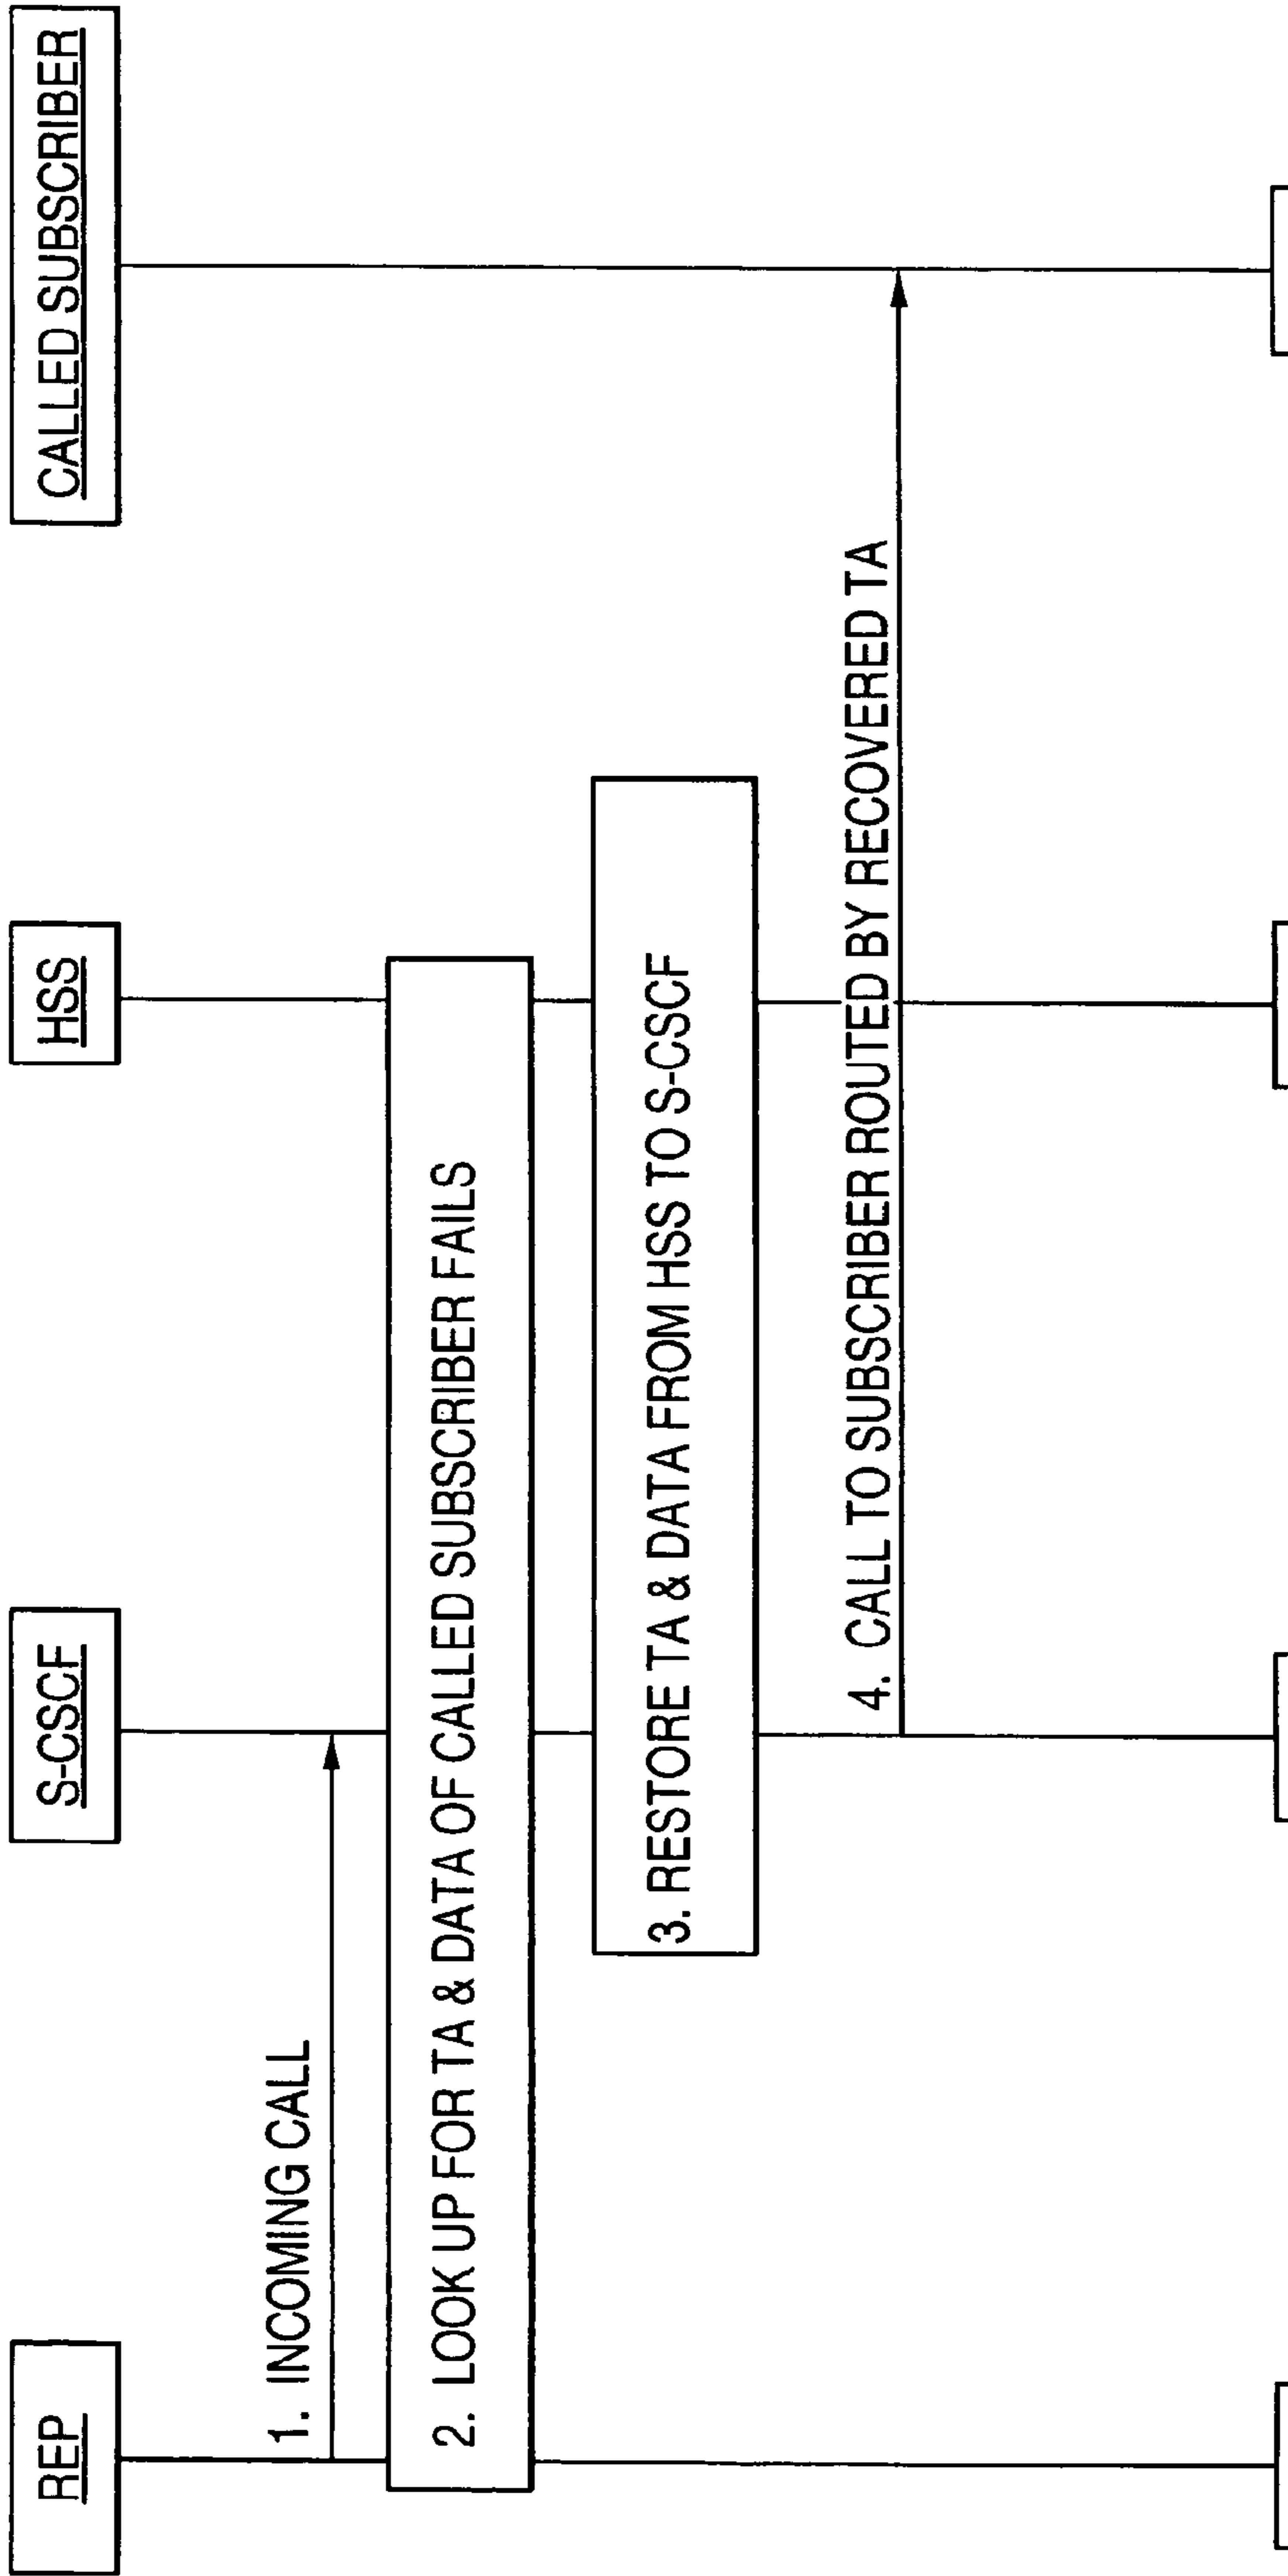 REP
S-CSCF
HSS
CALLED SUBSCRIBER
1. INCOMING CALL
2. LOOK UP FOR TA & DATA OF CALLED SUBSCRIBER FAILS
3. RESTORE TA & DATA FROM HSS TO S-CSCF
4. CALL TO SUBSCRIBER ROUTED BY RECOVERED TA